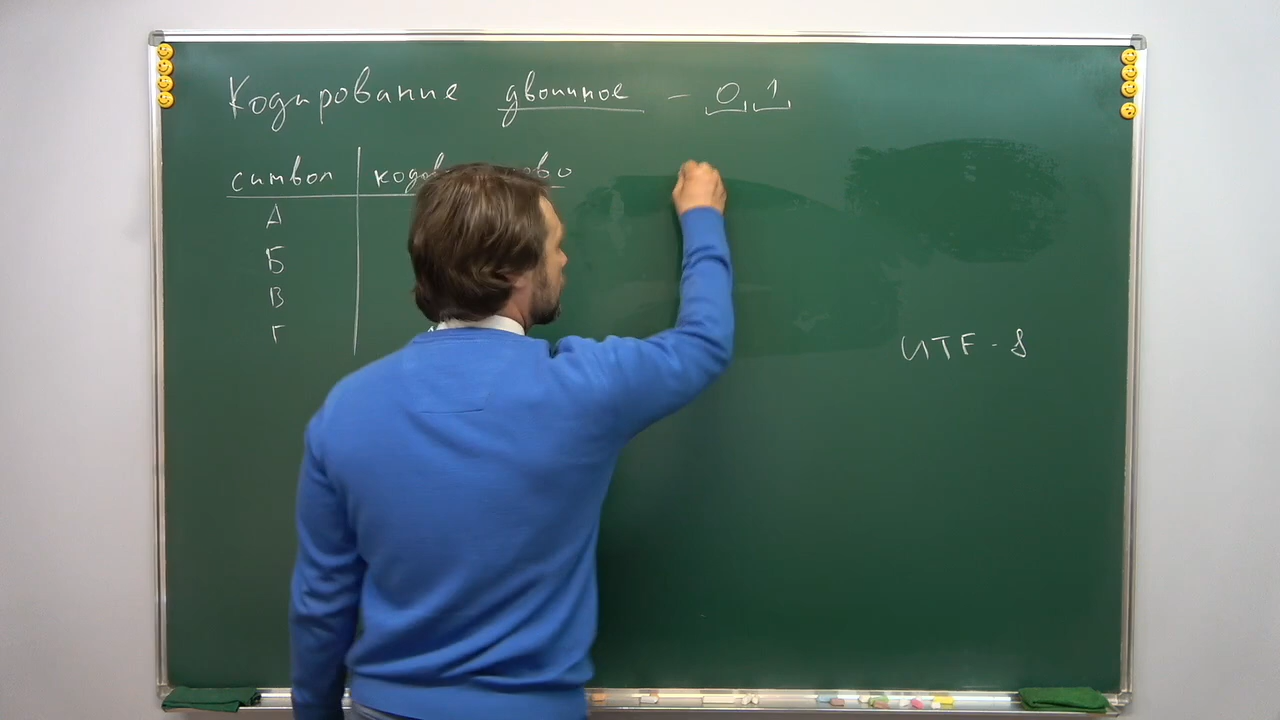 Кодирование двоичное - 0, 1
символ
А
Б
В
Г
UTF-8